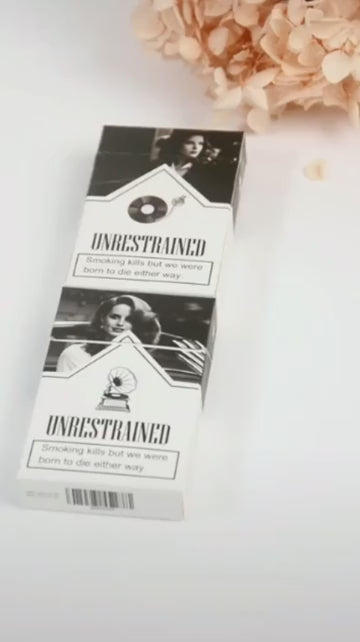 UNRESTRAINED
Smoking kills but we were
born to die either way
UNRESTRAINED
Smoking kills but we were
born to die either way